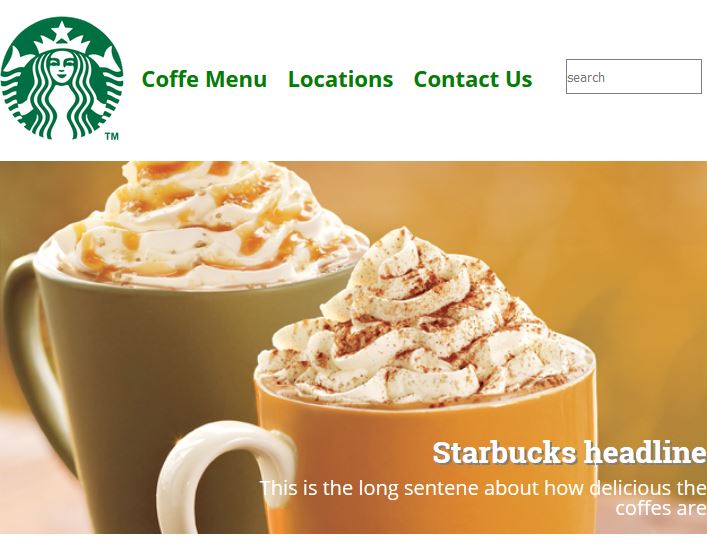 TM
Coffe Menu Locations Contact Us search
Starbucks headline
This is the long sentene about how delicious the
coffes are